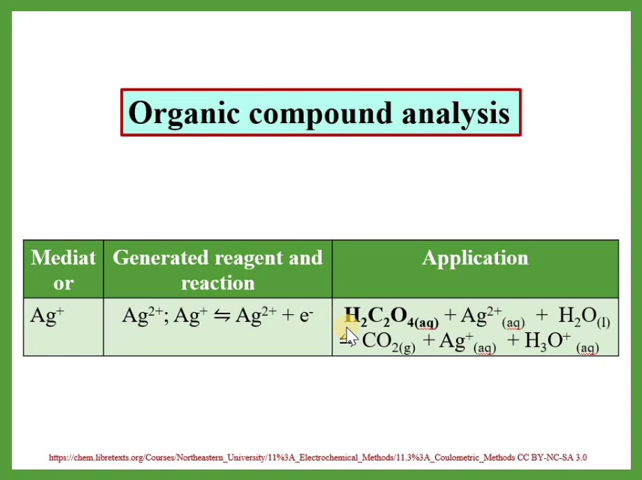 Organic compound analysis
Mediat
or
Generated reagent and
reaction
Application
Ag⁺
Ag²⁺; Ag⁺ ⇋ Ag²⁺ + e⁻
H₂C₂O₄₍aq₎ + Ag²⁺₍aq₎ + H₂O₍l₎
⇋ CO₂₍g₎ + Ag⁺₍aq₎ + H₃O⁺ ₍aq₎
https://chem.libretexts.org/Courses/Northeastern_University/11%3A_Electrochemical_Methods/11.3%3A_Coulometric_Methods CC BY-NC-SA 3.0